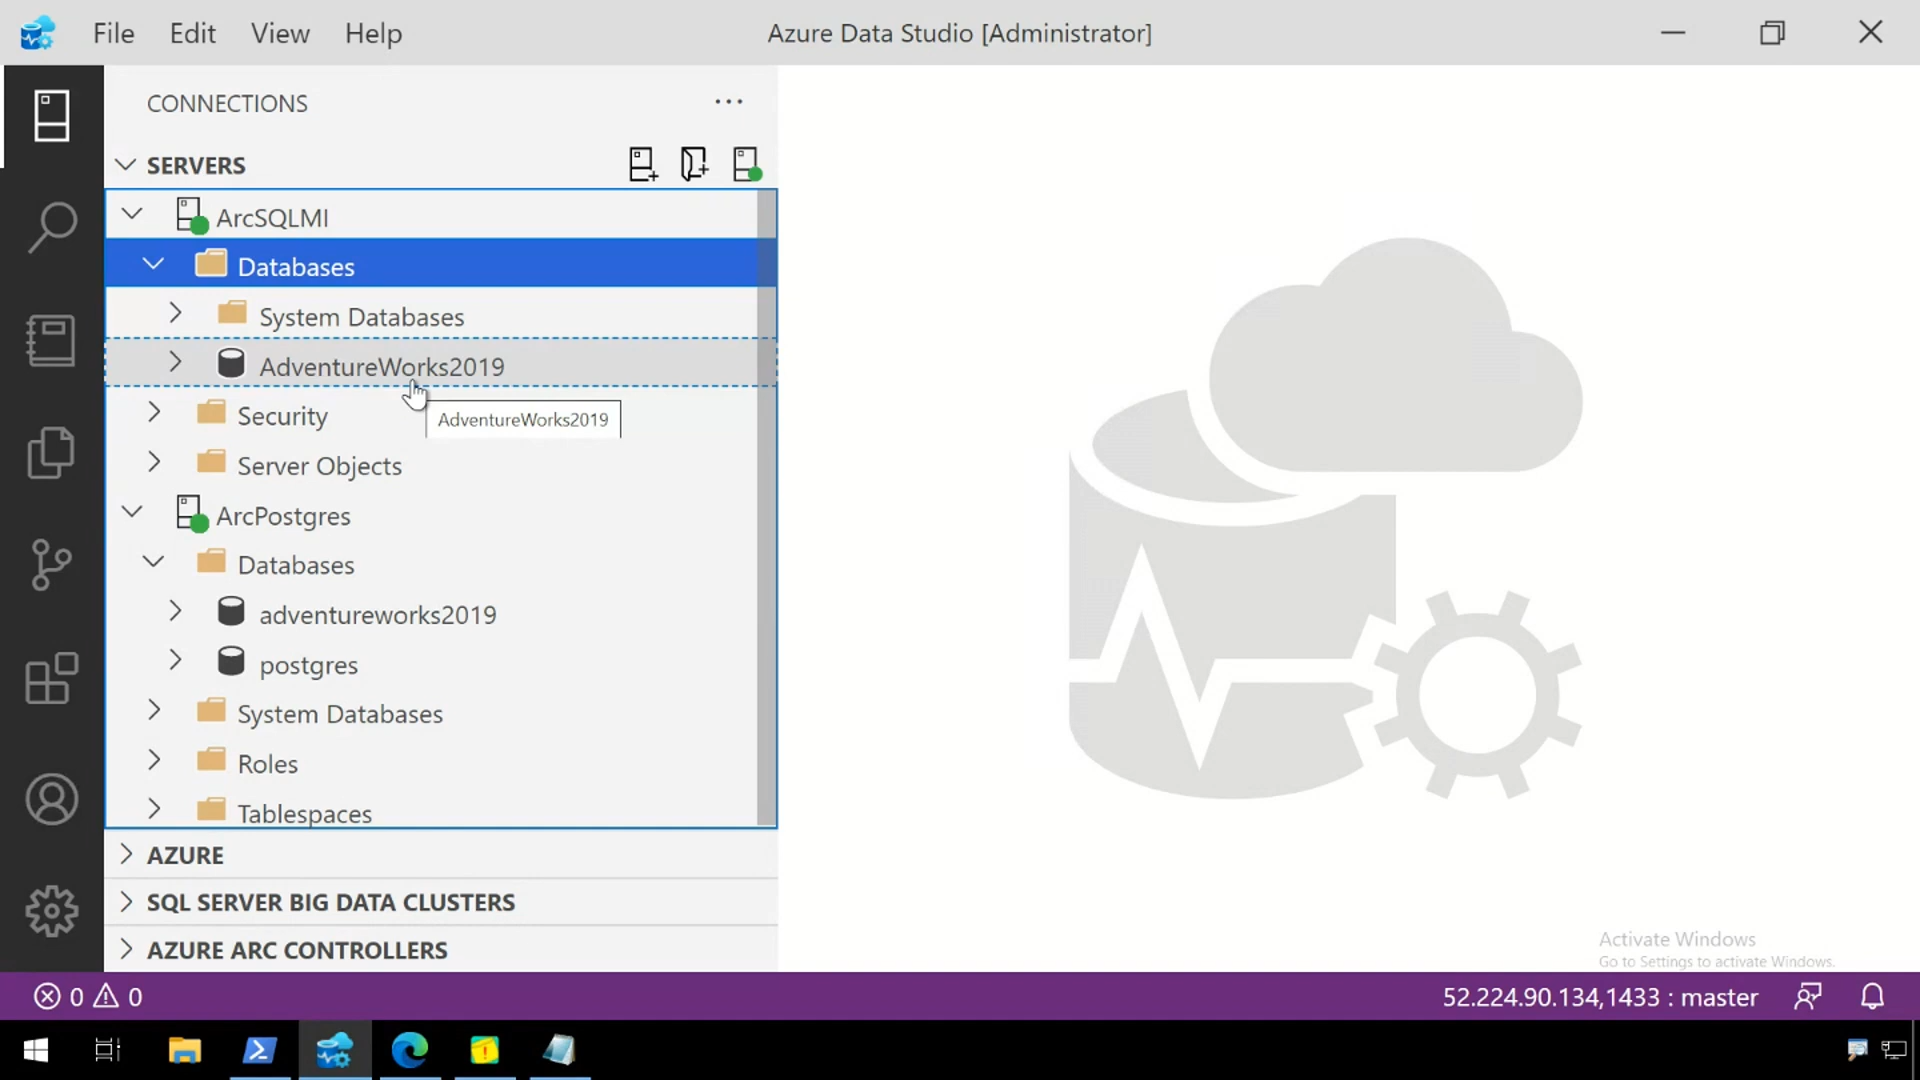 File Edit View Help
Azure Data Studio [Administrator]
CONNECTIONS
SERVERS
ArcSQLMI
Databases
System Databases
AdventureWorks2019
AdventureWorks2019
Security
Server Objects
ArcPostgres
Databases
adventureworks2019
postgres
System Databases
Roles
Tablespaces
AZURE
SQL SERVER BIG DATA CLUSTERS
AZURE ARC CONTROLLERS
Activate Windows
Go to Settings to activate Windows.
0 0
52.224.90.134,1433 : master